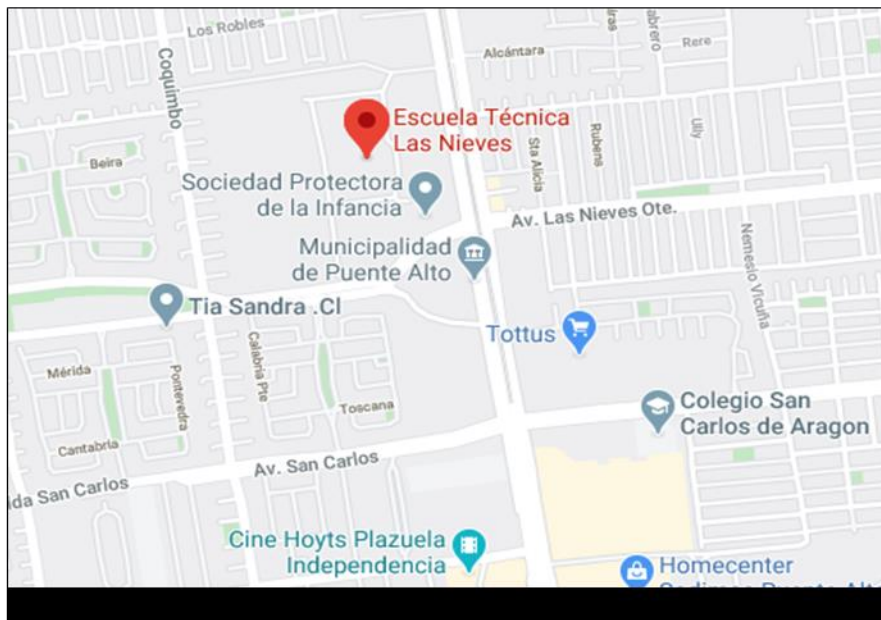 Los Robles
Coquimbo
Alcántara
Rere
Escuela Técnica
Las Nieves
Sta Alicia
Rubens
Ully
Beira
Sociedad Protectora
de la Infancia
Av. Las Nieves Ote.
Municipalidad
de Puente Alto
Nemesio Vicuña
Tia Sandra .Cl
Tottus
Mérida
Pontevedra
Calabria Pte
Toscana
Colegio San
Carlos de Aragon
Cantabria
Av. San Carlos
ida San Carlos
Cine Hoyts Plazuela
Independencia
Homecenter